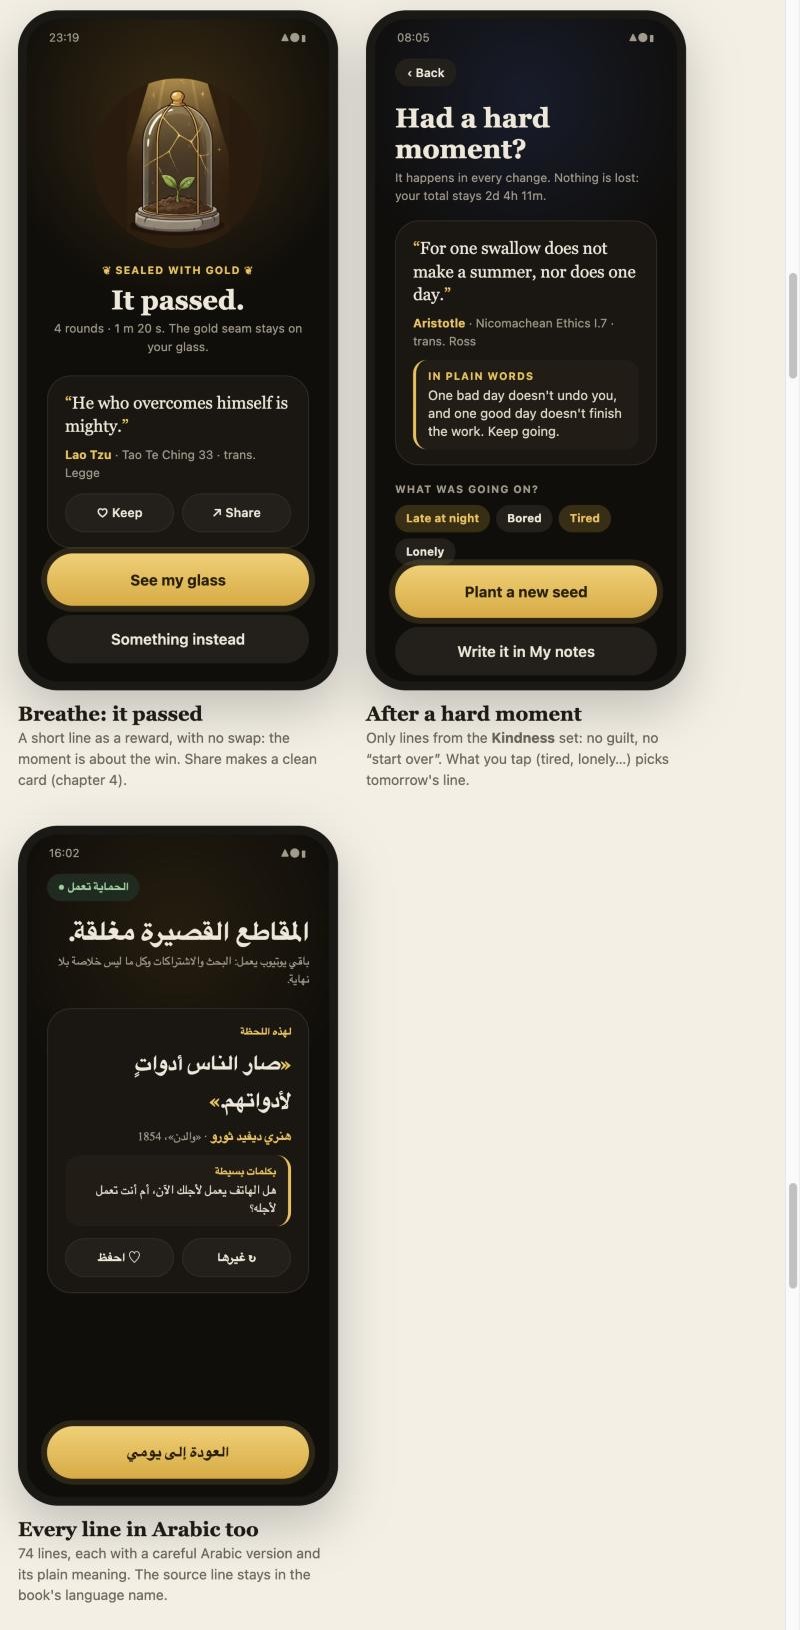 23:19
❦ SEALED WITH GOLD ❦
It passed.
4 rounds · 1 m 20 s. The gold seam stays on
your glass.
“He who overcomes himself is
mighty.”
Lao Tzu · Tao Te Ching 33 · trans.
Legge
♡ Keep
↗ Share
See my glass
Something instead
Breathe: it passed
A short line as a reward, with no swap: the
moment is about the win. Share makes a clean
card (chapter 4).
08:05
‹ Back
Had a hard
moment?
It happens in every change. Nothing is lost:
your total stays 2d 4h 11m.
“For one swallow does not
make a summer, nor does one
day.”
Aristotle · Nicomachean Ethics I.7 ·
trans. Ross
IN PLAIN WORDS
One bad day doesn't undo you,
and one good day doesn't finish
the work. Keep going.
WHAT WAS GOING ON?
Late at night
Bored
Tired
Lonely
Plant a new seed
Write it in My notes
After a hard moment
Only lines from the Kindness set: no guilt, no
“start over”. What you tap (tired, lonely…) picks
tomorrow's line.
16:02
الحماية تعمل
المقاطع القصيرة مغلقة.
باقي يوتيوب يعمل: البحث والاشتراكات وكل ما ليس خلاصة بلا
نهاية.
لهذه اللحظة
«صار الناس أدواتٍ
لأدواتهم.»
هنري ديفيد ثورو · «والدن»، 1854
بكلمات بسيطة
هل الهاتف يعمل لأجلك الآن، أم أنت تعمل
لأجله؟
↻ غيرها
♡ احفظ
العودة إلى يومي
Every line in Arabic too
74 lines, each with a careful Arabic version and
its plain meaning. The source line stays in the
book's language name.